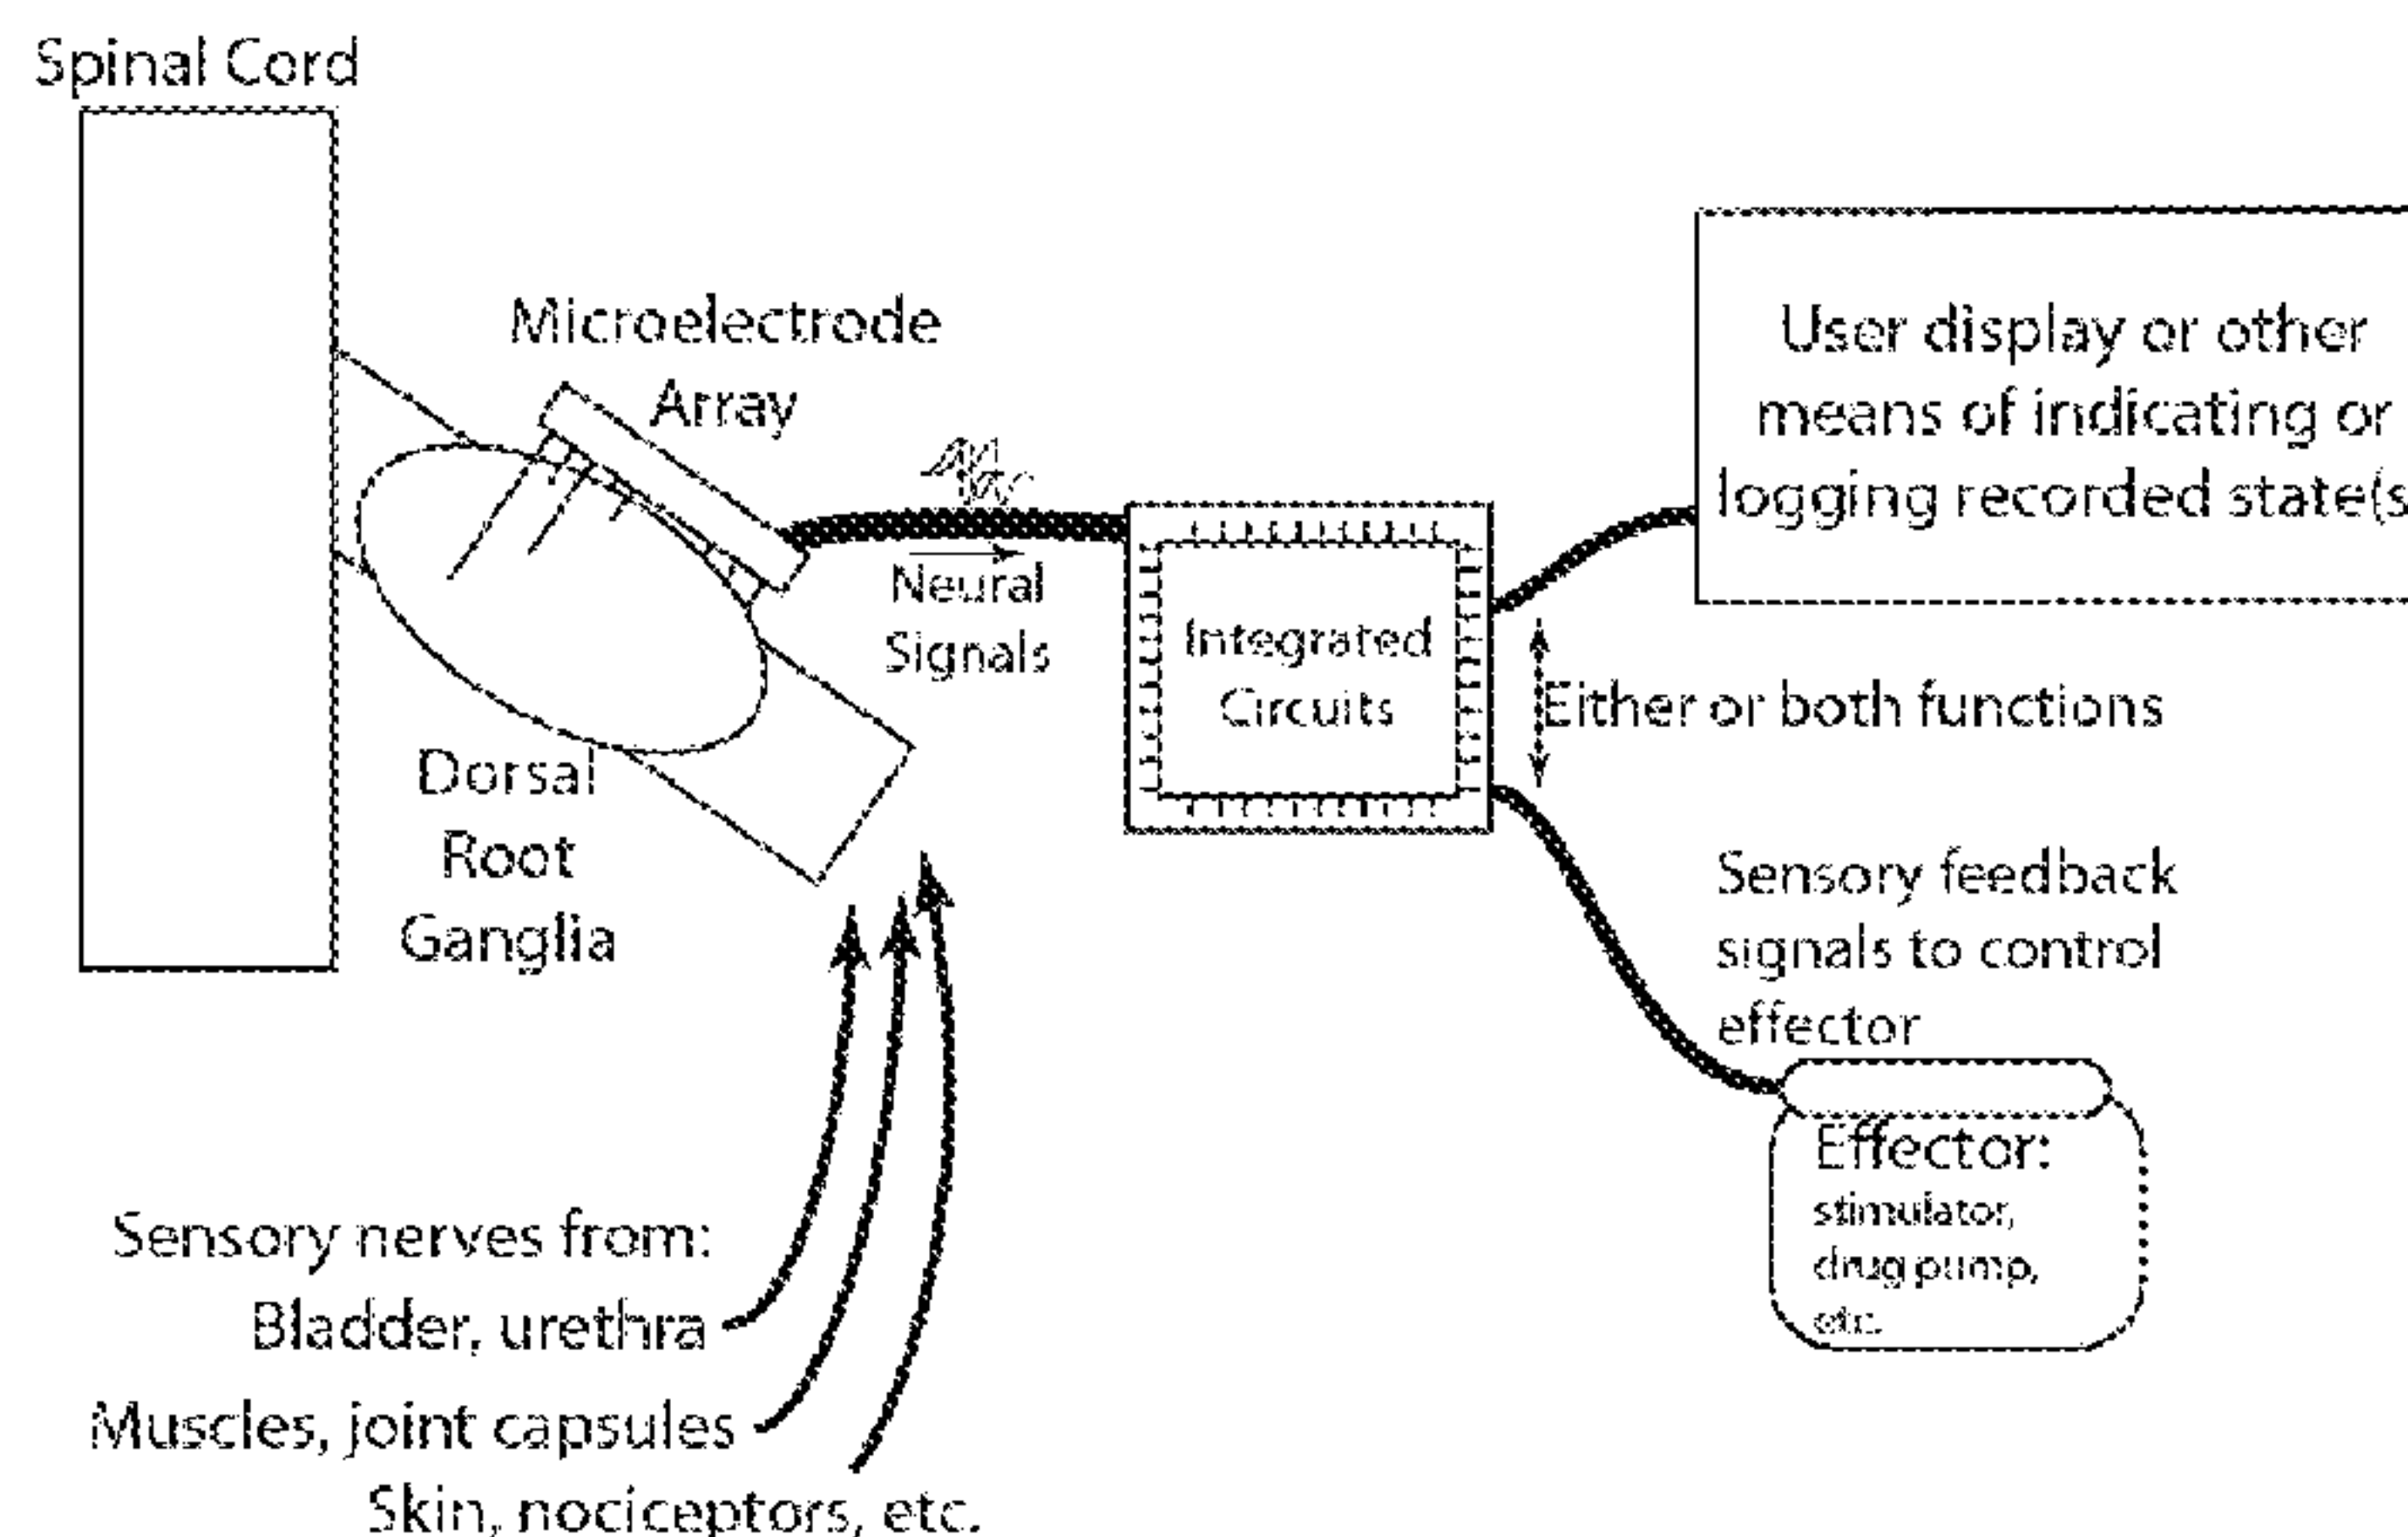 Spinal Cord
Microelectrode
Array
Neural
Signals
Integrated
Circuits
User display or other
means of indicating or
logging recorded state(s
Either or both functions
Dorsal
Root
Ganglia
Sensory feedback
signals to control
effector
Effector:
stimulator,
drug pump,
etc.
Sensory nerves from:
Bladder, urethra
Muscles, joint capsules
Skin, nociceptors, etc.